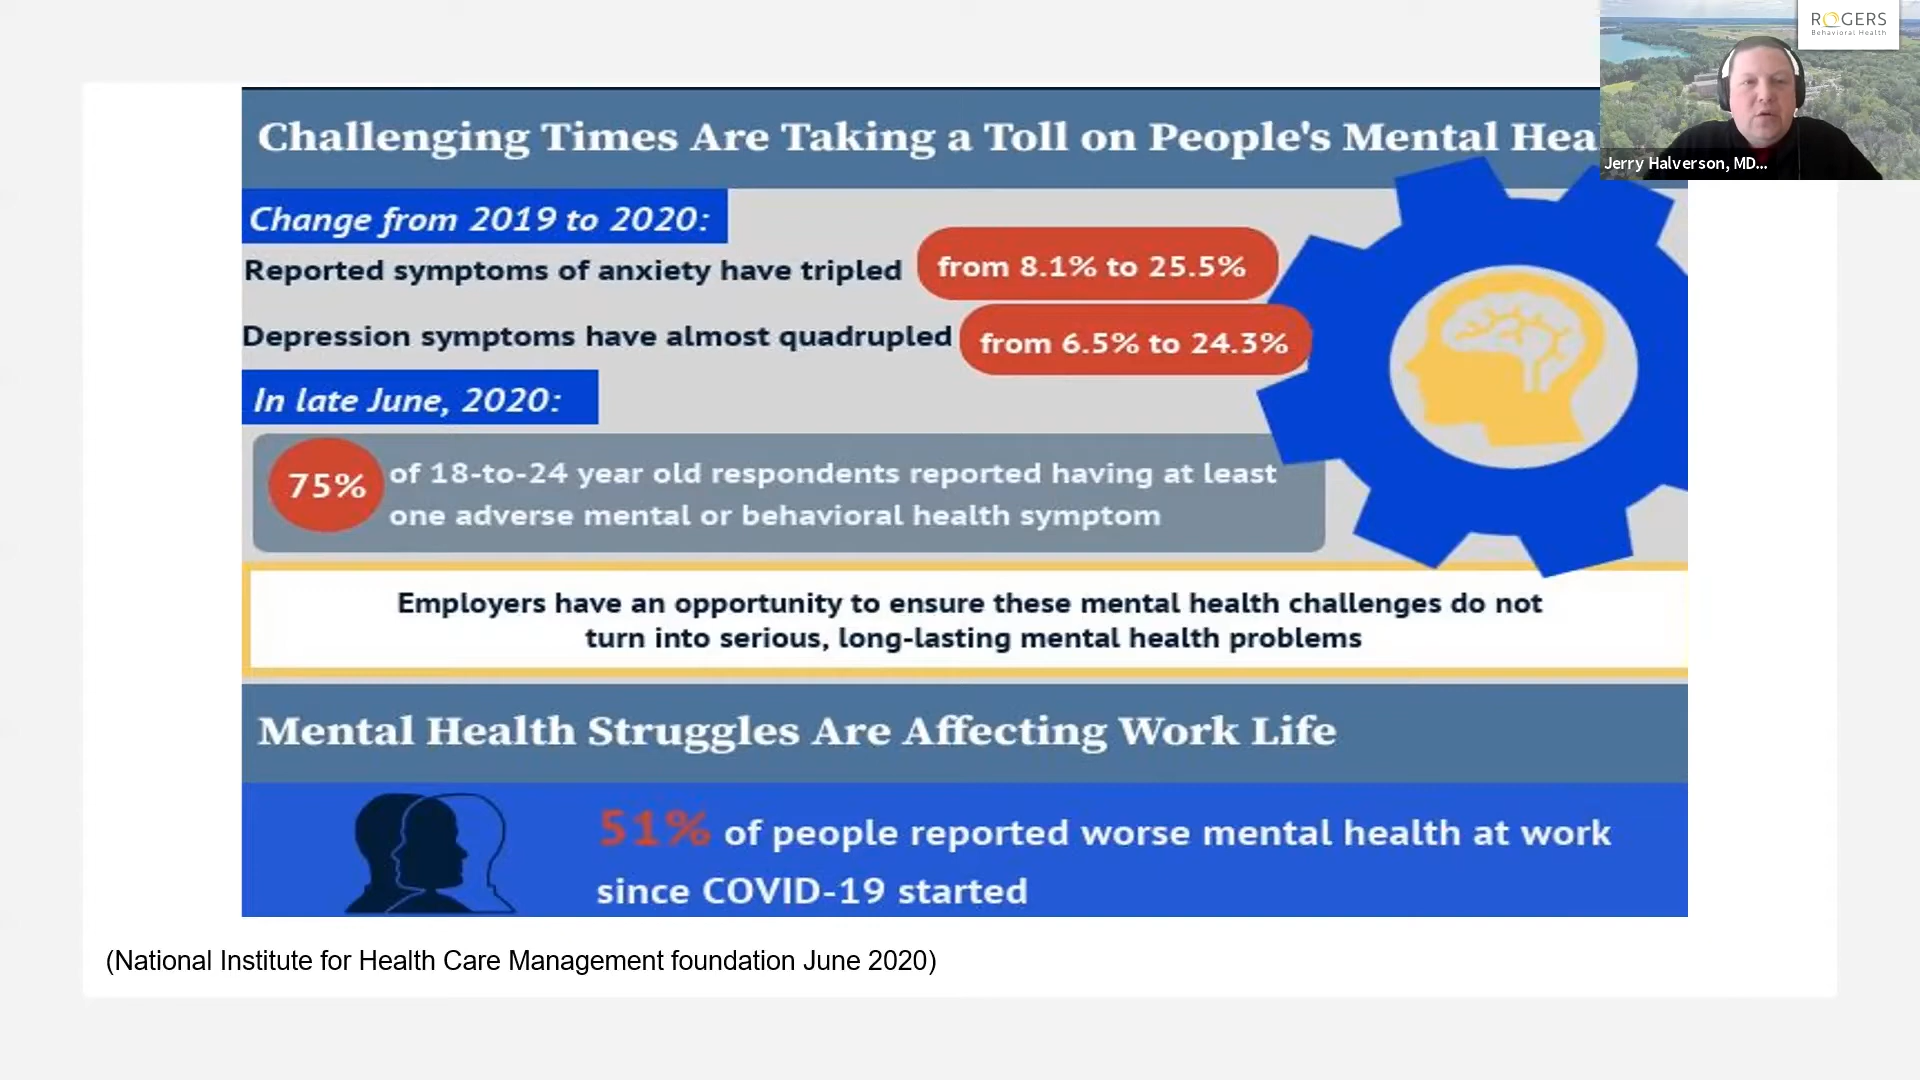 ROGERS
Behavioral Health
Jerry Halverson, MD...
Challenging Times Are Taking a Toll on People's Mental Hea
Change from 2019 to 2020:
Reported symptoms of anxiety have tripled from 8.1% to 25.5%
Depression symptoms have almost quadrupled from 6.5% to 24.3%
In late June, 2020:
75% of 18-to-24 year old respondents reported having at least
one adverse mental or behavioral health symptom
Employers have an opportunity to ensure these mental health challenges do not
turn into serious, long-lasting mental health problems
Mental Health Struggles Are Affecting Work Life
51% of people reported worse mental health at work
since COVID-19 started
(National Institute for Health Care Management foundation June 2020)